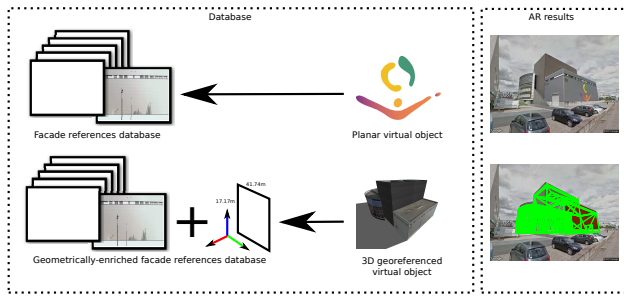 Database
AR results
Facade references database
Planar virtual object
41.74m
17.17m
Geometrically-enriched facade references database
3D georeferenced
virtual object